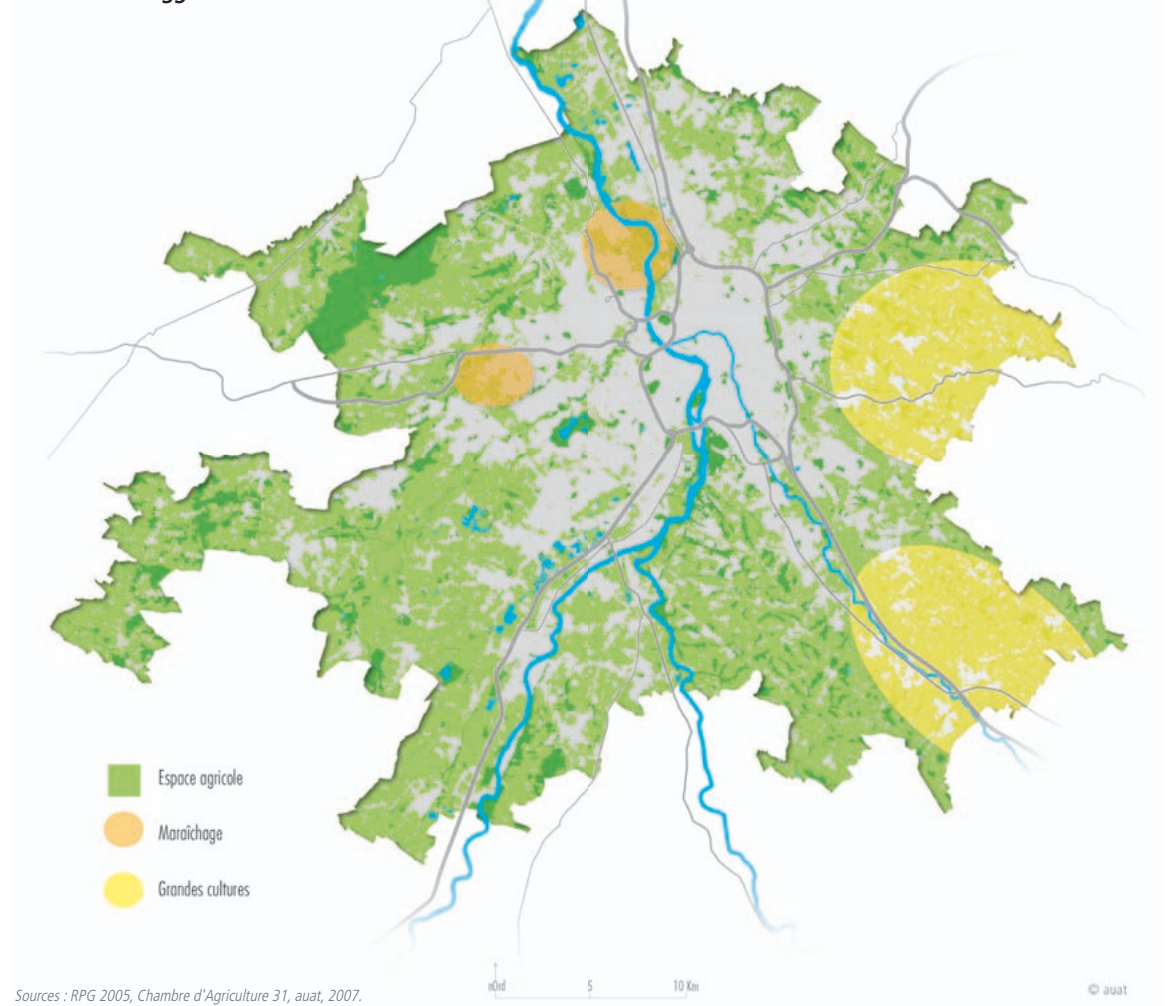 Espace agricole
Maraîchage
Grandes cultures
nOrd 5 10 Km
Sources : RPG 2005, Chambre d'Agriculture 31, auat, 2007.
© auat